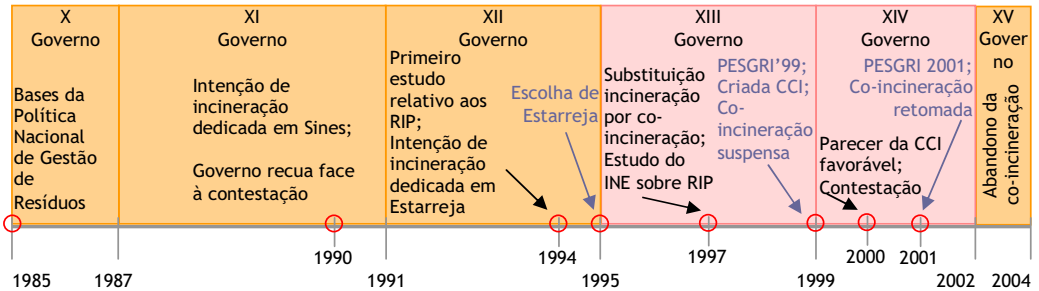 X
Governo
Bases da
Política
Nacional
de Gestão
de
Resíduos
XI
Governo
Intenção de
incineração
dedicada em Sines;
Governo recua face
à contestação
XII
Governo
Primeiro
estudo
relativo aos
RIP;
Intenção de
incineração
dedicada em
Estarreja
Escolha de
Estarreja
XIII
Governo
Substituição
incineração
por co-
incineração;
Estudo do
INE sobre RIP
PESGRI’99;
Criada CCI;
Co-
incineração
suspensa
XIV
Governo
PESGRI 2001;
Co-incineração
retomada
Parecer da CCI
favorável;
Contestação
XV
Gover
no
Abandono da
co-incineração
1990
1994
1997
2000
2001
1985
1987
1991
1995
1999
2002
2004